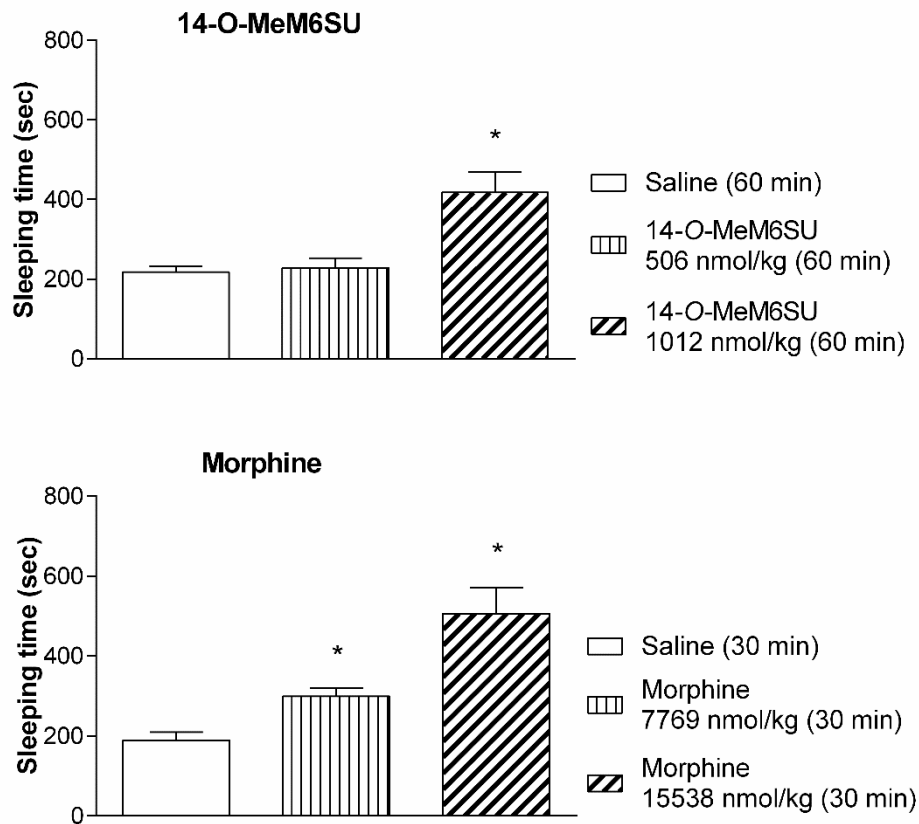 14-O-MeM6SU
Sleeping time (sec)
800
600
400
200
0
*
Saline (60 min)
14-O-MeM6SU
506 nmol/kg (60 min)
14-O-MeM6SU
1012 nmol/kg (60 min)
Morphine
Sleeping time (sec)
800
600
400
200
0
*
*
Saline (30 min)
Morphine
7769 nmol/kg (30 min)
Morphine
15538 nmol/kg (30 min)